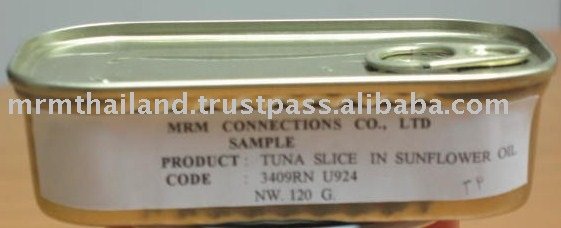 mrmthailand.trustpass.alibaba.com
MRM CONNECTIONS CO., LTD
SAMPLE
PRODUCT : TUNA SLICE IN SUNFLOWER OIL
CODE : 3409RN U924
NW. 120 G.
۳۴